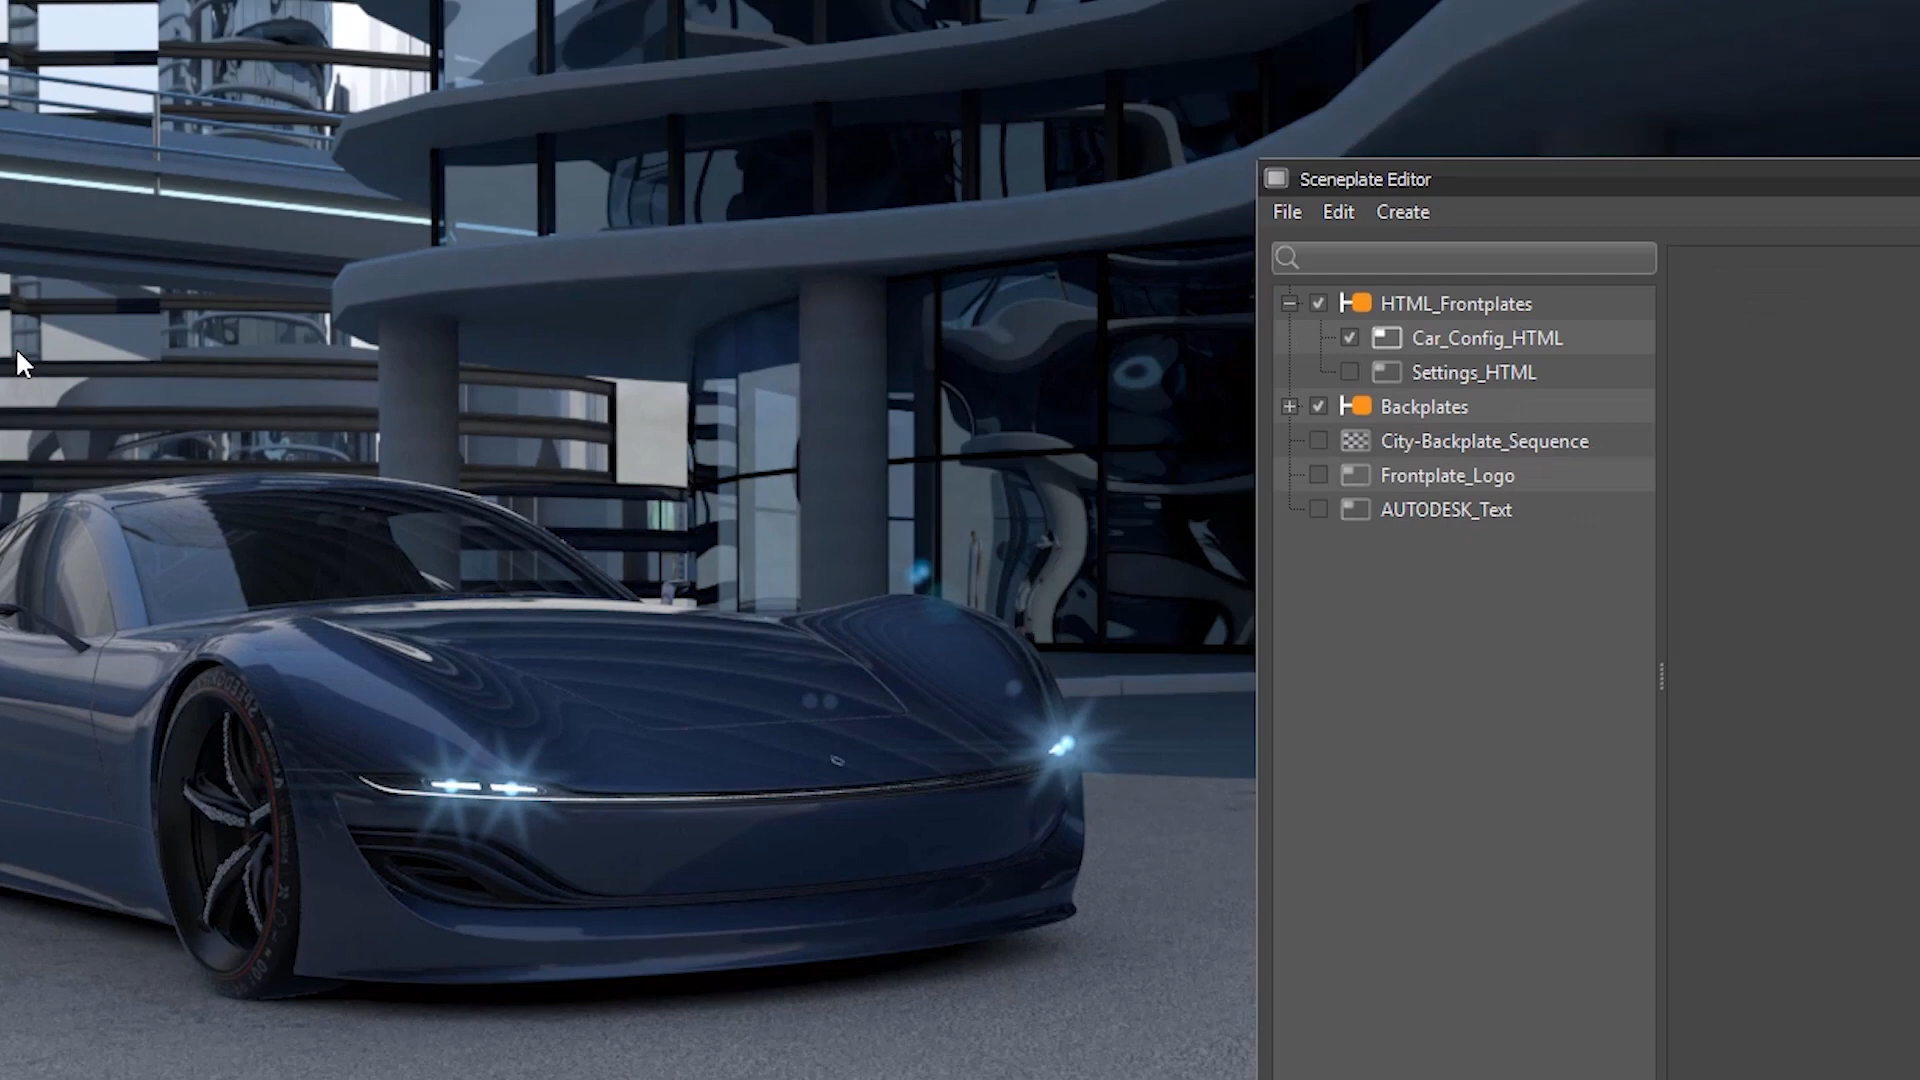 Sceneplate Editor
File Edit Create
HTML_Frontplates
Car_Config_HTML
Settings_HTML
Backplates
City-Backplate_Sequence
Frontplate_Logo
AUTODESK_Text